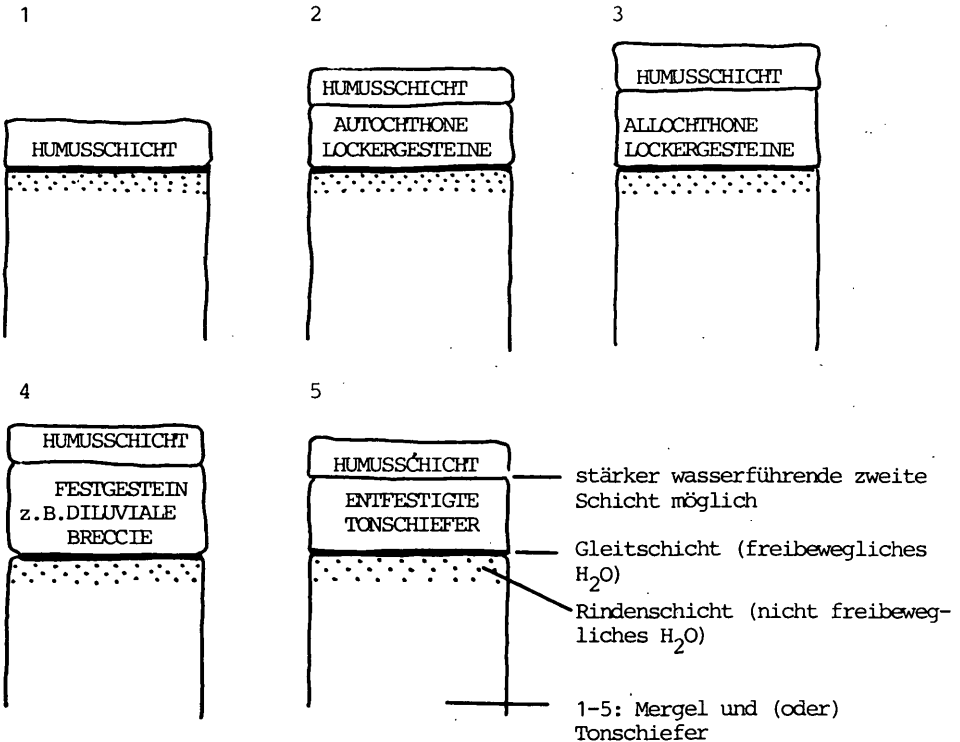 1
HUMUSSCHICHT
2
HUMUSSCHICHT
AUTOCHTHONE
LOCKERGESTEINE
3
HUMUSSCHICHT
ALLOCHTHONE
LOCKERGESTEINE
4
HUMUSSCHICHT
FESTGESTEIN
z.B.DILUVIALE
BRECCIE
5
HUMUSSCHICHT
ENTFESTIGTE
TONSCHIEFER
stärker wasserführende zweite
Schicht möglich
Gleitschicht (freibewegliches
H2O)
Rindenschicht (nicht freibeweg-
liches H2O)
1-5: Mergel und (oder)
Tonschiefer